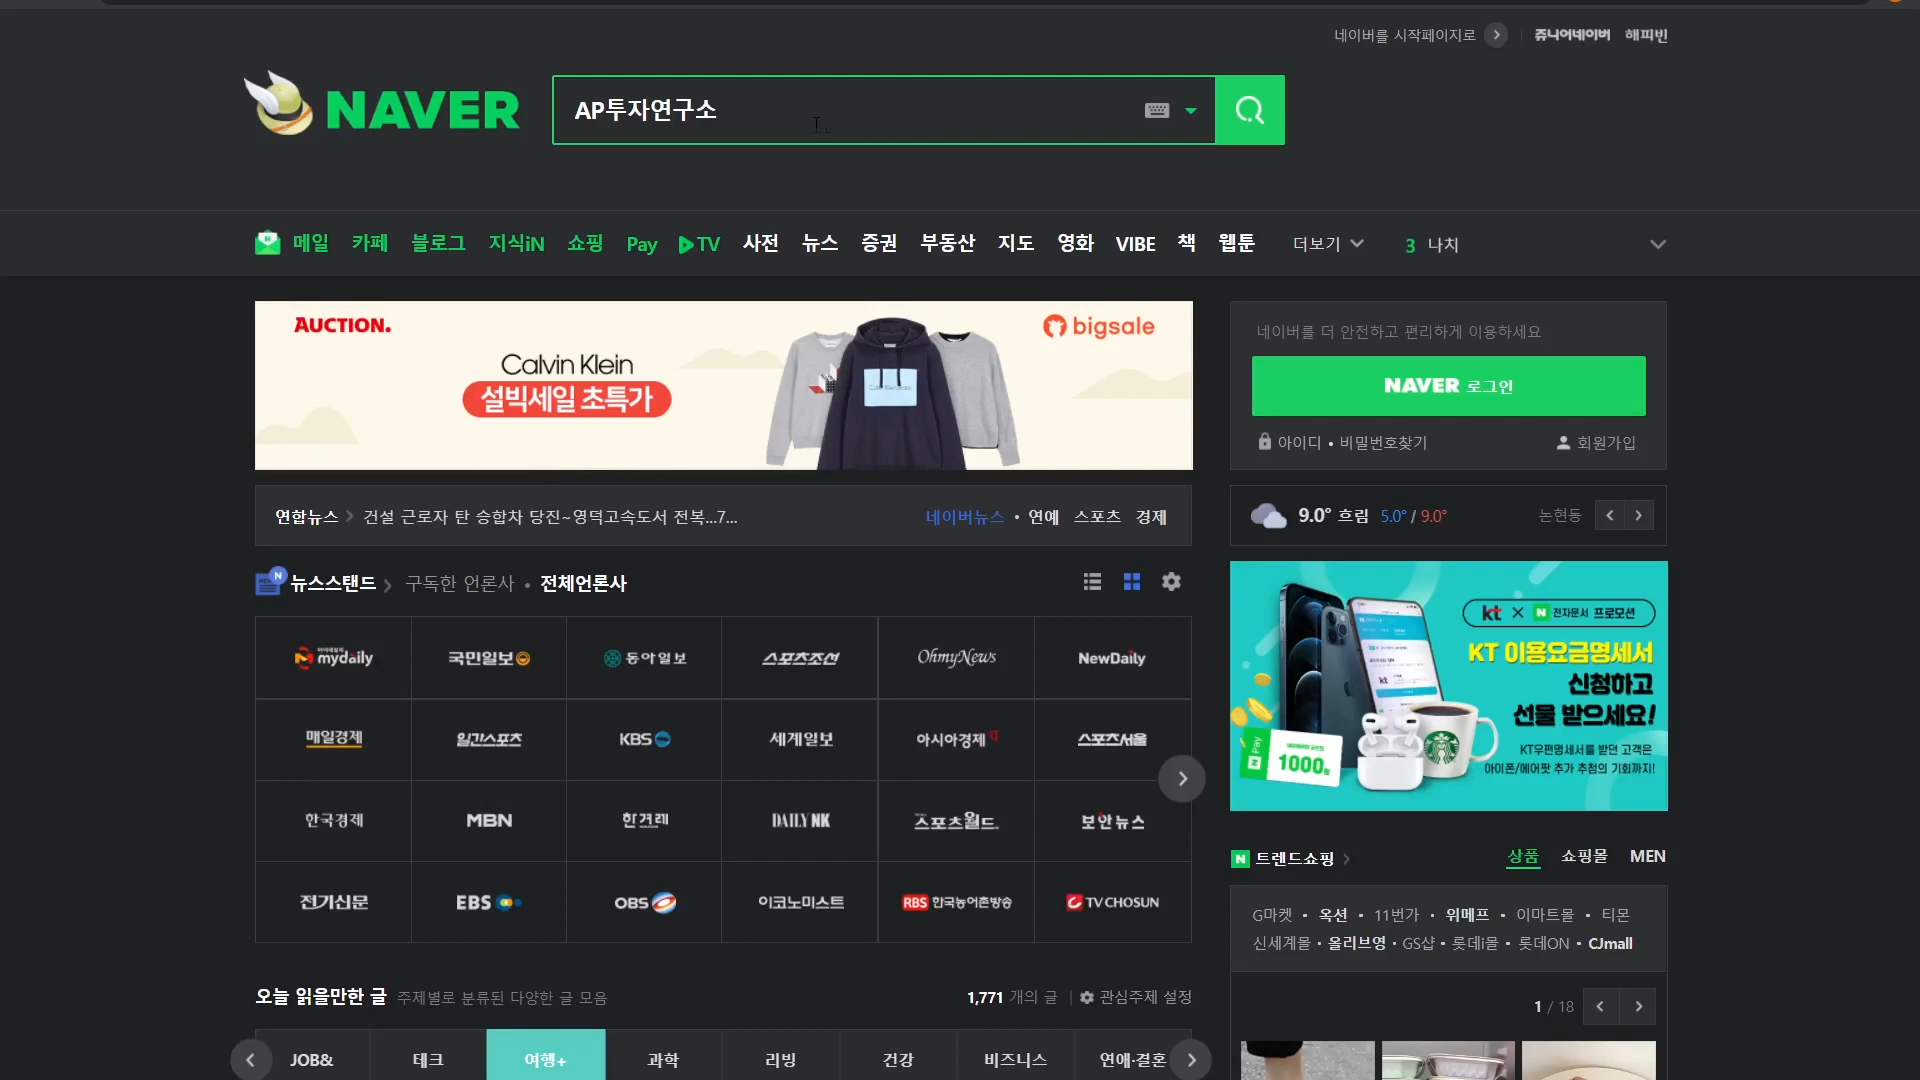 네이버를 시작페이지로
쥬니어네이버 해피빈
NAVER
AP투자연구소
메일 카페 블로그 지식iN 쇼핑 Pay TV 사전 뉴스 증권 부동산 지도 영화 VIBE 책 웹툰 더보기 3 나치
AUCTION.
bigsale
Calvin Klein
설빅세일 초특가
네이버를 더 안전하고 편리하게 이용하세요
NAVER 로그인
아이디 • 비밀번호찾기 회원가입
연합뉴스 건설 근로자 탄 승합차 당진~영덕고속도서 전복...7... 네이버뉴스 • 연예 스포츠 경제
9.0° 흐림 5.0° / 9.0° 논현동
뉴스스탠드 구독한 언론사 • 전체언론사
mydaily 국민일보 동아일보 스포츠조선 OhmyNews NewDaily
매일경제 일간스포츠 KBS 세계일보 아시아경제 스포츠서울
한국경제 MBN 한겨레 DAILY NK 스포츠월드 보안뉴스
전기신문 EBS OBS 이코노미스트 RBS 한국농어촌방송 TV CHOSUN
kt × N 전자문서 프로모션
KT 이용요금명세서
신청하고
선물 받으세요!
KT우편명세서를 받던 고객은
아이폰/에어팟 추가 추첨의 기회까지!
N Pay
1000원
트렌드쇼핑 상품 쇼핑몰 MEN
G마켓 • 옥션 • 11번가 • 위메프 • 이마트몰 • 티몬
신세계몰 • 올리브영 • GS샵 • 롯데i몰 • 롯데ON • CJmall
1 / 18
오늘 읽을만한 글 주제별로 분류된 다양한 글 모음 1,771 개의 글 관심주제 설정
JOB& 테크 여행+ 과학 리빙 건강 비즈니스 연애·결혼